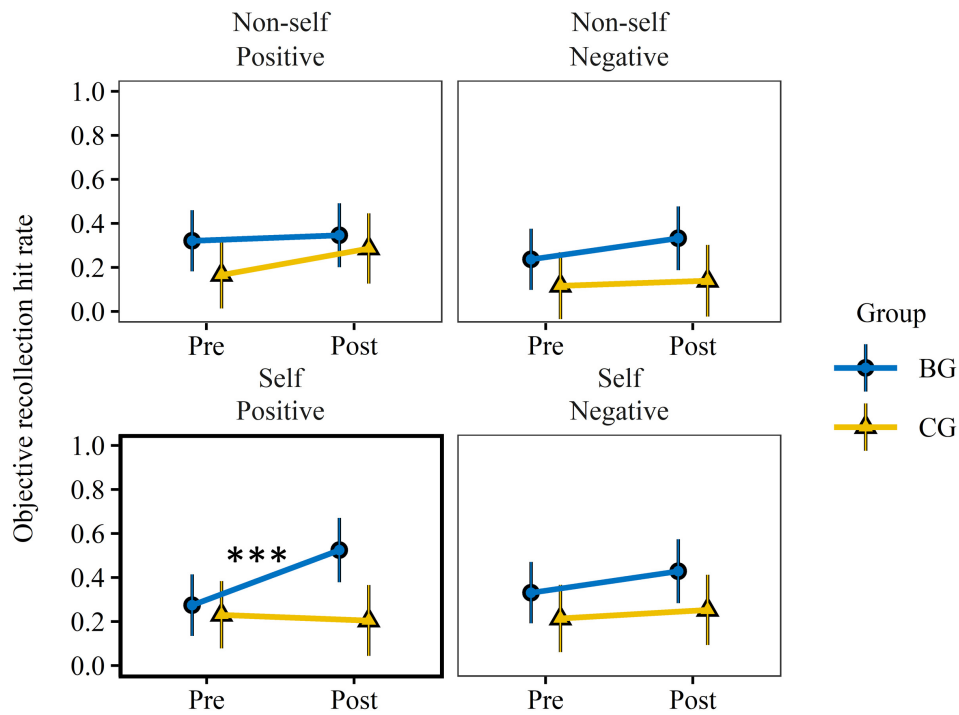 Non-self
Positive
Non-self
Negative
Objective recollection hit rate
1.0
0.8
0.6
0.4
0.2
0.0
Pre
Post
Pre
Post
Self
Positive
Self
Negative
1.0
0.8
0.6
0.4
0.2
0.0
***
Pre
Post
Pre
Post
Group
BG
CG